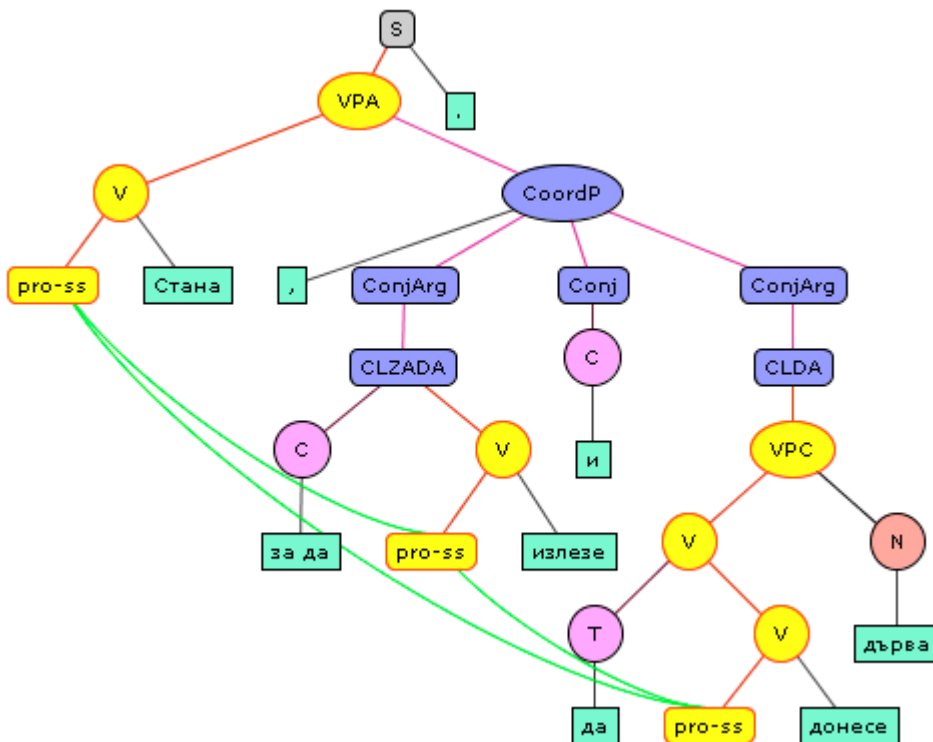 S
VPA
.
V
CoordP
pro-ss
Стана
,
ConjArg
Conj
ConjArg
CLZADA
C
CLDA
C
V
и
VPC
за да
pro-ss
излезе
V
N
T
V
дърва
да
pro-ss
донесе